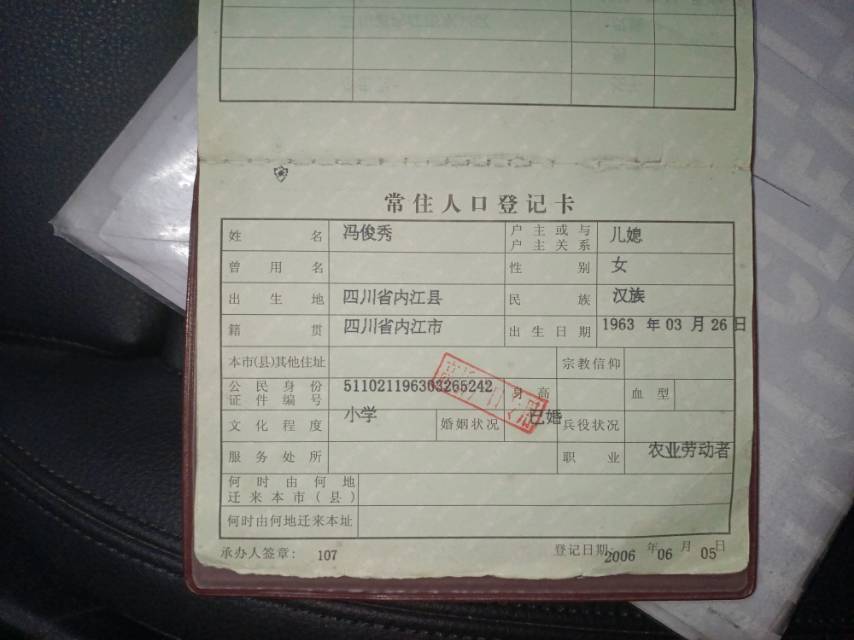 常住人口登记卡
姓名 冯俊秀 户主或与户主关系 儿媳
曾用名 性别 女
出生地 四川省内江县 民族 汉族
籍贯 四川省内江市 出生日期 1963 年 03 月 26 日
本市(县)其他住址 宗教信仰
公民身份证件编号 511021196303265242 身高 血型
文化程度 小学 婚姻状况 已婚 兵役状况
服务处所 职业 农业劳动者
何时由何地迁来本市(县)
何时由何地迁来本址
承办人签章: 107 登记日期: 2006 年 06 月 05 日